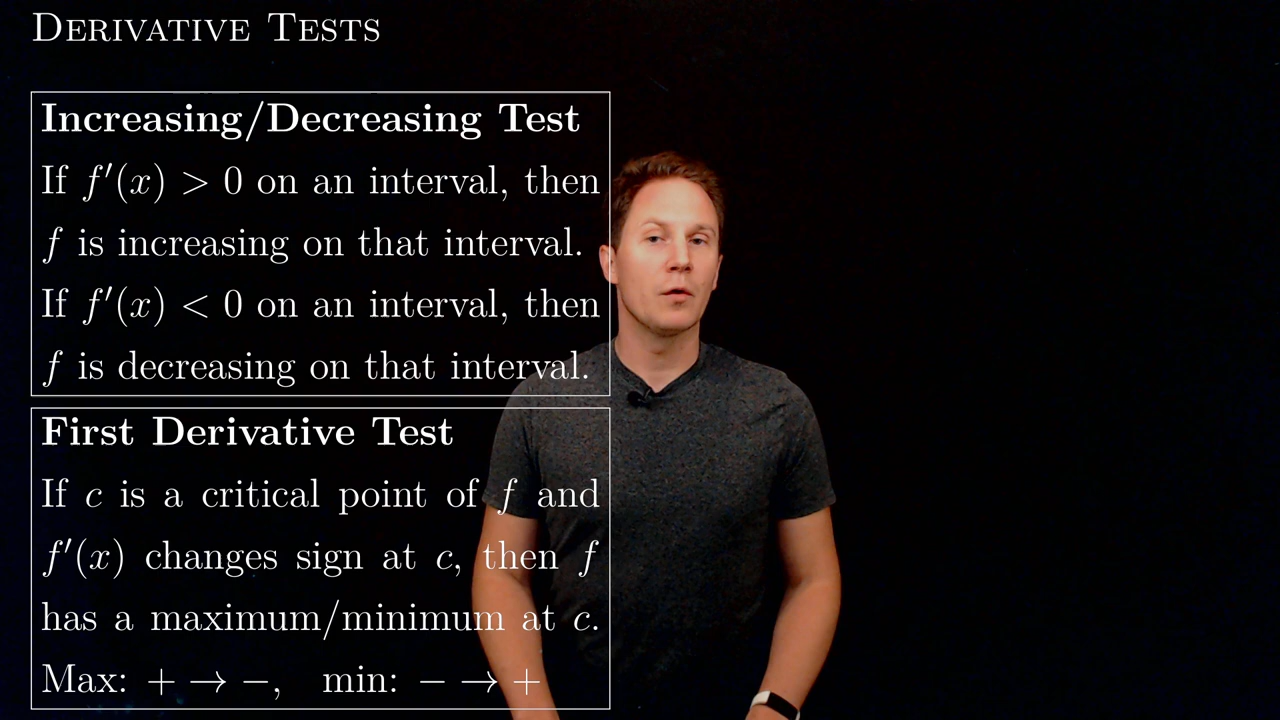 Derivative Tests
Increasing/Decreasing Test
If f′(x) > 0 on an interval, then
f is increasing on that interval.
If f′(x) < 0 on an interval, then
f is decreasing on that interval.
First Derivative Test
If c is a critical point of f and
f′(x) changes sign at c, then f
has a maximum/minimum at c.
Max: + → −, min: − → +